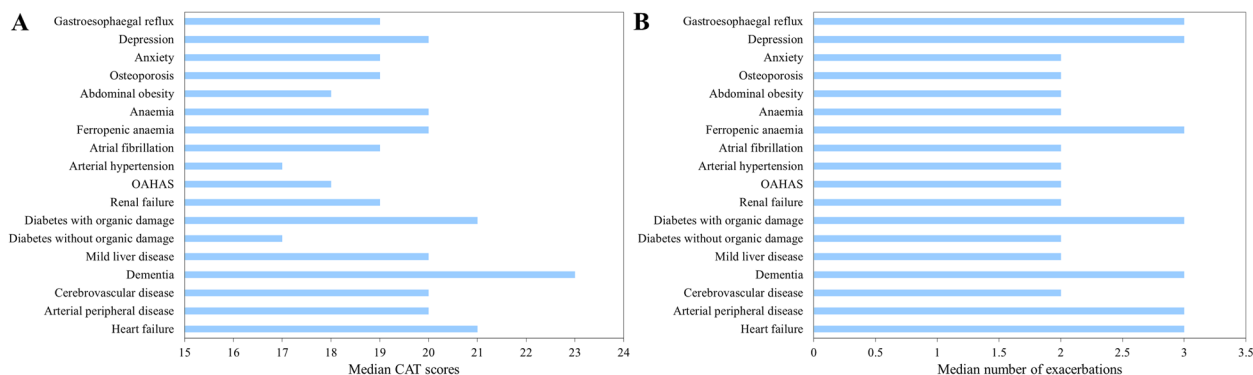 A
Gastroesophaegal reflux
Depression
Anxiety
Osteoporosis
Abdominal obesity
Anaemia
Ferropenic anaemia
Atrial fibrillation
Arterial hypertension
OAHAS
Renal failure
Diabetes with organic damage
Diabetes without organic damage
Mild liver disease
Dementia
Cerebrovascular disease
Arterial peripheral disease
Heart failure
15 16 17 18 19 20 21 22 23 24
Median CAT scores
B
Gastroesophaegal reflux
Depression
Anxiety
Osteoporosis
Abdominal obesity
Anaemia
Ferropenic anaemia
Atrial fibrillation
Arterial hypertension
OAHAS
Renal failure
Diabetes with organic damage
Diabetes without organic damage
Mild liver disease
Dementia
Cerebrovascular disease
Arterial peripheral disease
Heart failure
0 0.5 1 1.5 2 2.5 3 3.5
Median number of exacerbations